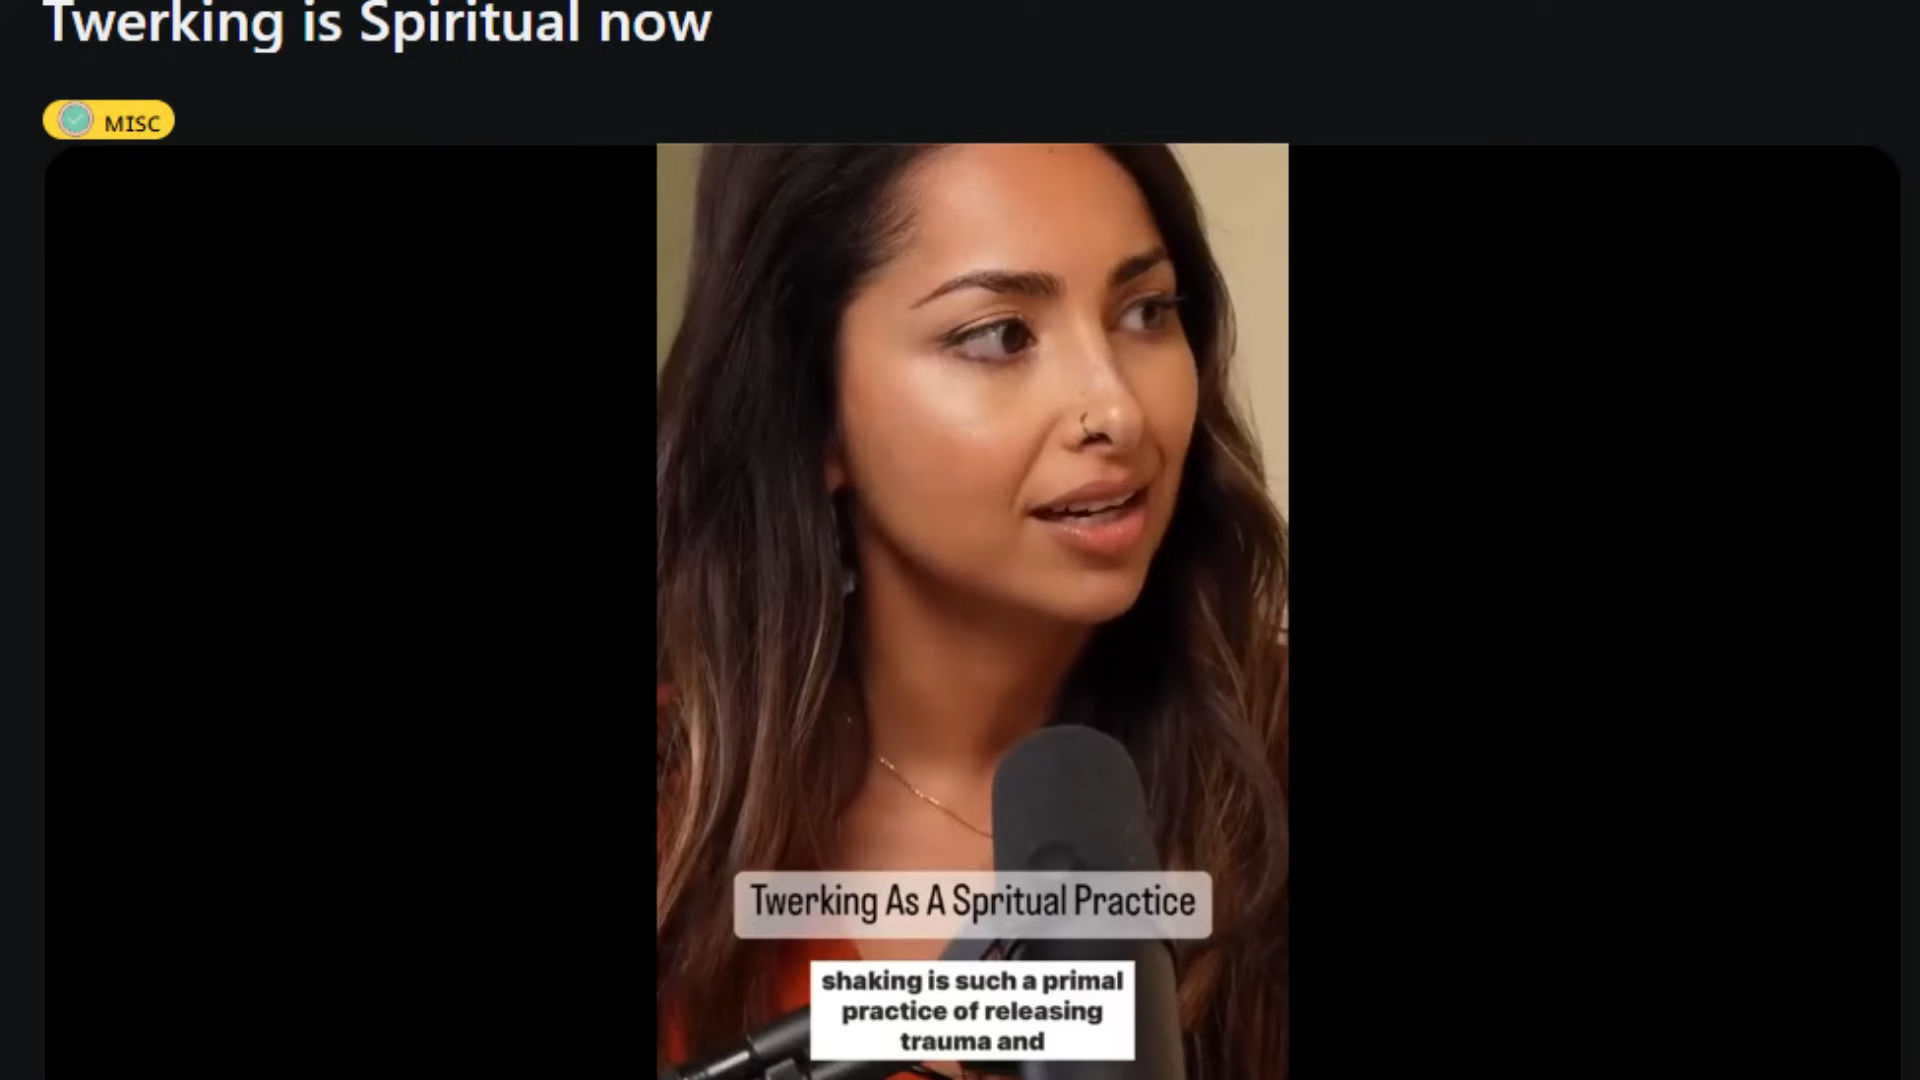 Twerking is Spiritual now
MISC
Twerking As A Spritual Practice
shaking is such a primal
practice of releasing
trauma and